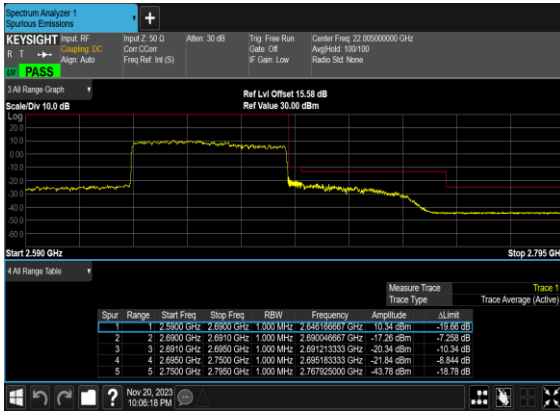 Spectrum Analyzer 1
Spurious Emissions
+
KEYSIGHT Input: RF Input Z: 50 Ω Atten: 30 dB Trig: Free Run Center Freq: 22.005000000 GHz
R T Coupling: DC Corr CCorr Gate: Off Avg|Hold: 100/100
Align: Auto Freq Ref: Int (S) IF Gain: Low Radio Std: None
PASS
3 All Range Graph
Ref Lvl Offset 15.58 dB
Scale/Div 10.0 dB Ref Value 30.00 dBm
Log
20.0
10.0
0.00
-10.0
-20.0
-30.0
-40.0
-50.0
-60.0
Start 2.590 GHz Stop 2.795 GH
4 All Range Table
Measure Trace Trace 1
Trace Type Trace Average (Active)
Spur Range Start Freq Stop Freq RBW Frequency Amplitude ΔLimit
1 1 2.5900 GHz 2.6900 GHz 1.000 MHz 2.646166667 GHz 10.34 dBm -19.66 dB
2 2 2.6900 GHz 2.6910 GHz 1.000 MHz 2.690046667 GHz -17.26 dBm -7.258 dB
3 3 2.6910 GHz 2.6950 GHz 1.000 MHz 2.691213333 GHz -20.34 dBm -10.34 dB
4 4 2.6950 GHz 2.7500 GHz 1.000 MHz 2.695183333 GHz -21.84 dBm -8.844 dB
5 5 2.7500 GHz 2.7950 GHz 1.000 MHz 2.767925000 GHz -43.78 dBm -18.78 dB
? Nov 20, 2023
10:06:18 PM